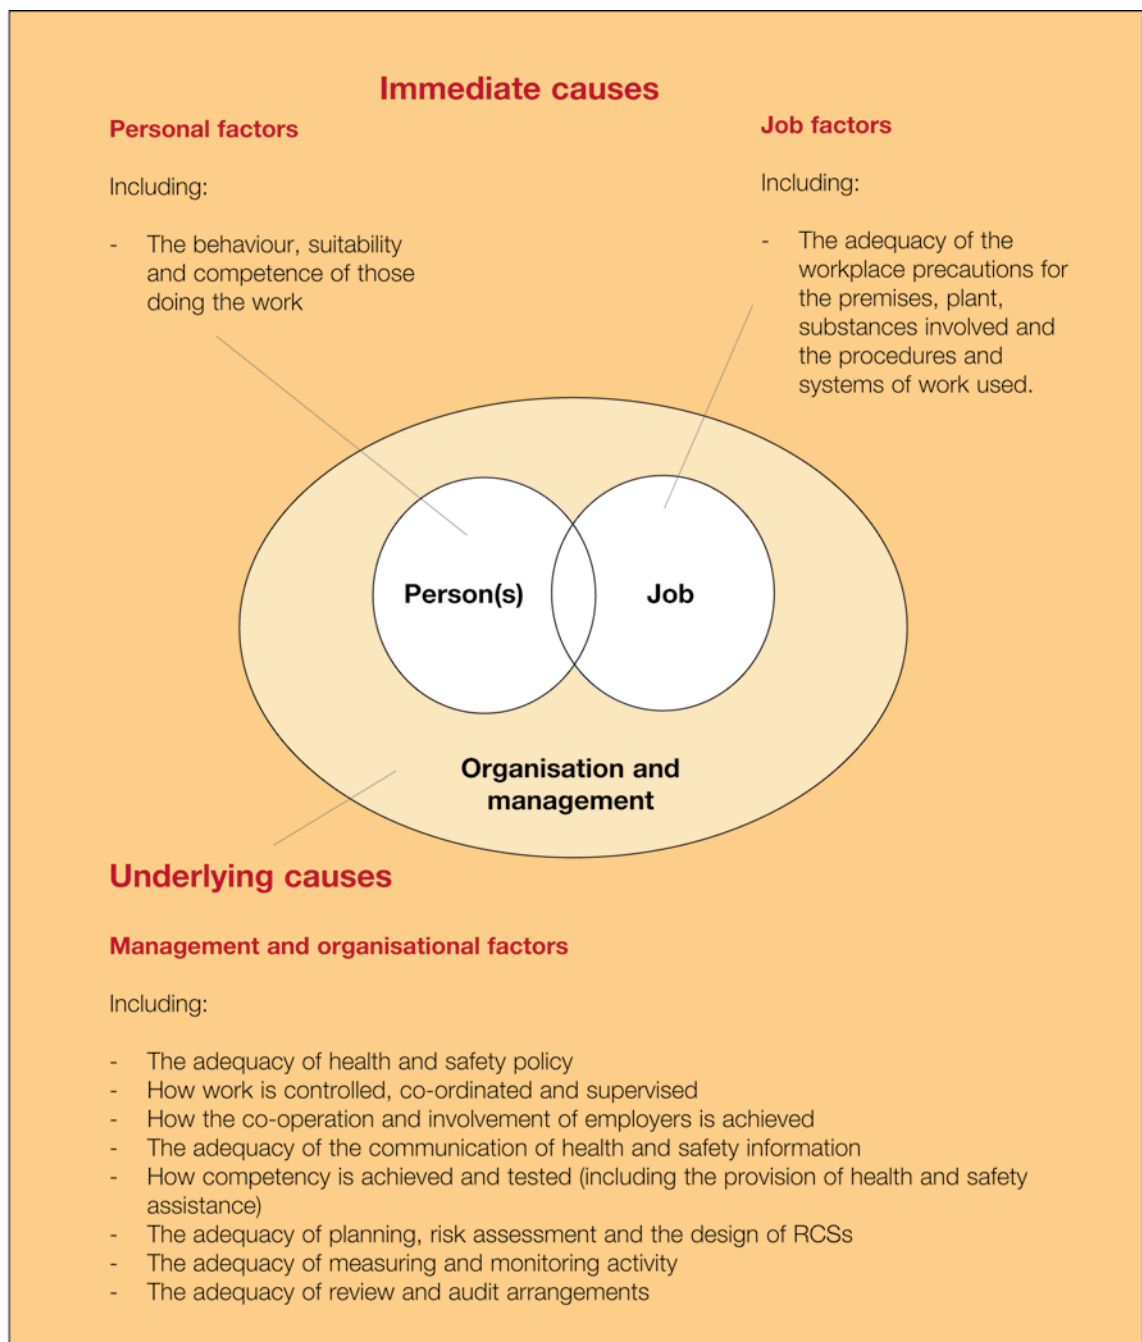 Immediate causes
Personal factors
Including:
- The behaviour, suitability
and competence of those
doing the work
Job factors
Including:
- The adequacy of the
workplace precautions for
the premises, plant,
substances involved and
the procedures and
systems of work used.
Person(s)
Job
Organisation and
management
Underlying causes
Management and organisational factors
Including:
- The adequacy of health and safety policy
- How work is controlled, co-ordinated and supervised
- How the co-operation and involvement of employers is achieved
- The adequacy of the communication of health and safety information
- How competency is achieved and tested (including the provision of health and safety
assistance)
- The adequacy of planning, risk assessment and the design of RCSs
- The adequacy of measuring and monitoring activity
- The adequacy of review and audit arrangements